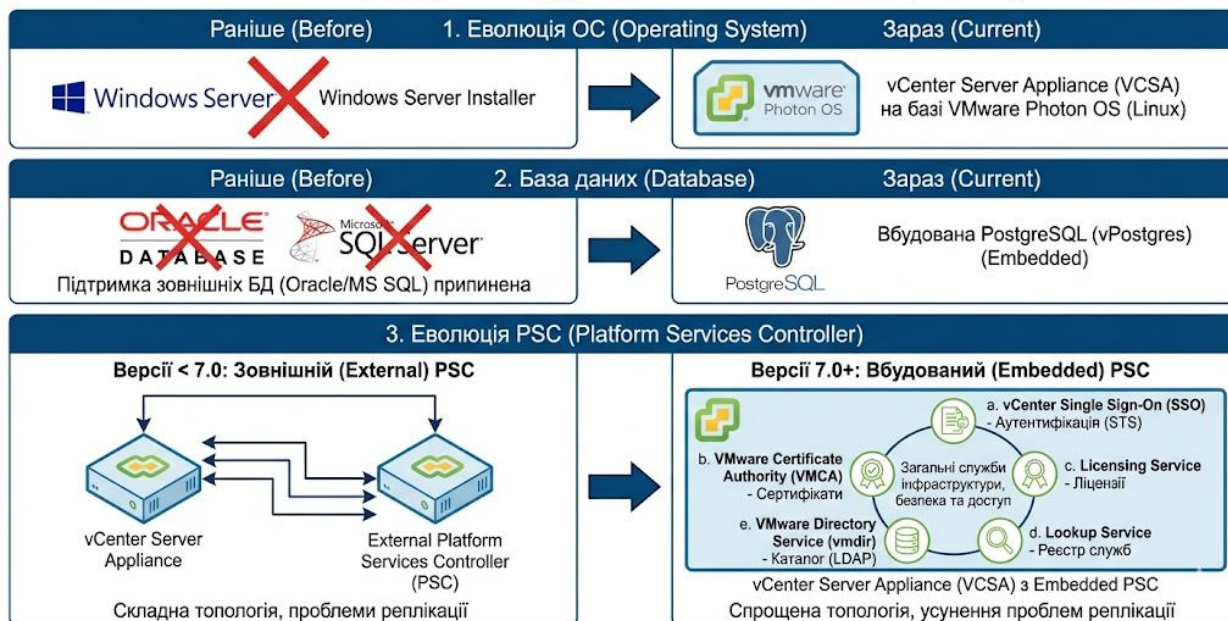 Раніше (Before)
1. Еволюція ОС (Operating System)
Зараз (Current)
Windows Server
Windows Server Installer
vmware
Photon OS
vCenter Server Appliance (VCSA)
на базі VMware Photon OS (Linux)
Раніше (Before)
2. База даних (Database)
Зараз (Current)
ORACLE
DATABASE
Microsoft
SQL Server
Підтримка зовнішніх БД (Oracle/MS SQL) припинена
PostgreSQL
Вбудована PostgreSQL (vPostgres)
(Embedded)
3. Еволюція PSC (Platform Services Controller)
Версії < 7.0: Зовнішній (External) PSC
vCenter Server
Appliance
External Platform
Services Controller
(PSC)
Складна топологія, проблеми реплікації
Версії 7.0+: Вбудований (Embedded) PSC
a. vCenter Single Sign-On (SSO)
- Аутентифікація (STS)
b. VMware Certificate
Authority (VMCA)
- Сертифікати
Загальні служби
інфраструктури,
безпека та доступ
c. Licensing Service
- Ліцензії
e. VMware Directory
Service (vmdir)
- Каталог (LDAP)
d. Lookup Service
- Реєстр служб
vCenter Server Appliance (VCSA) з Embedded PSC
Спрощена топологія, усунення проблем реплікації